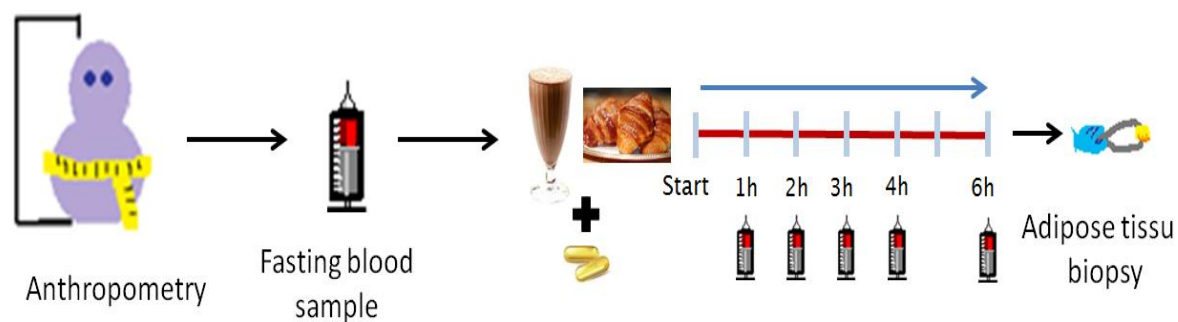 Start 1h 2h 3h 4h 6h
Anthropometry
Fasting blood
sample
Adipose tissu
biopsy